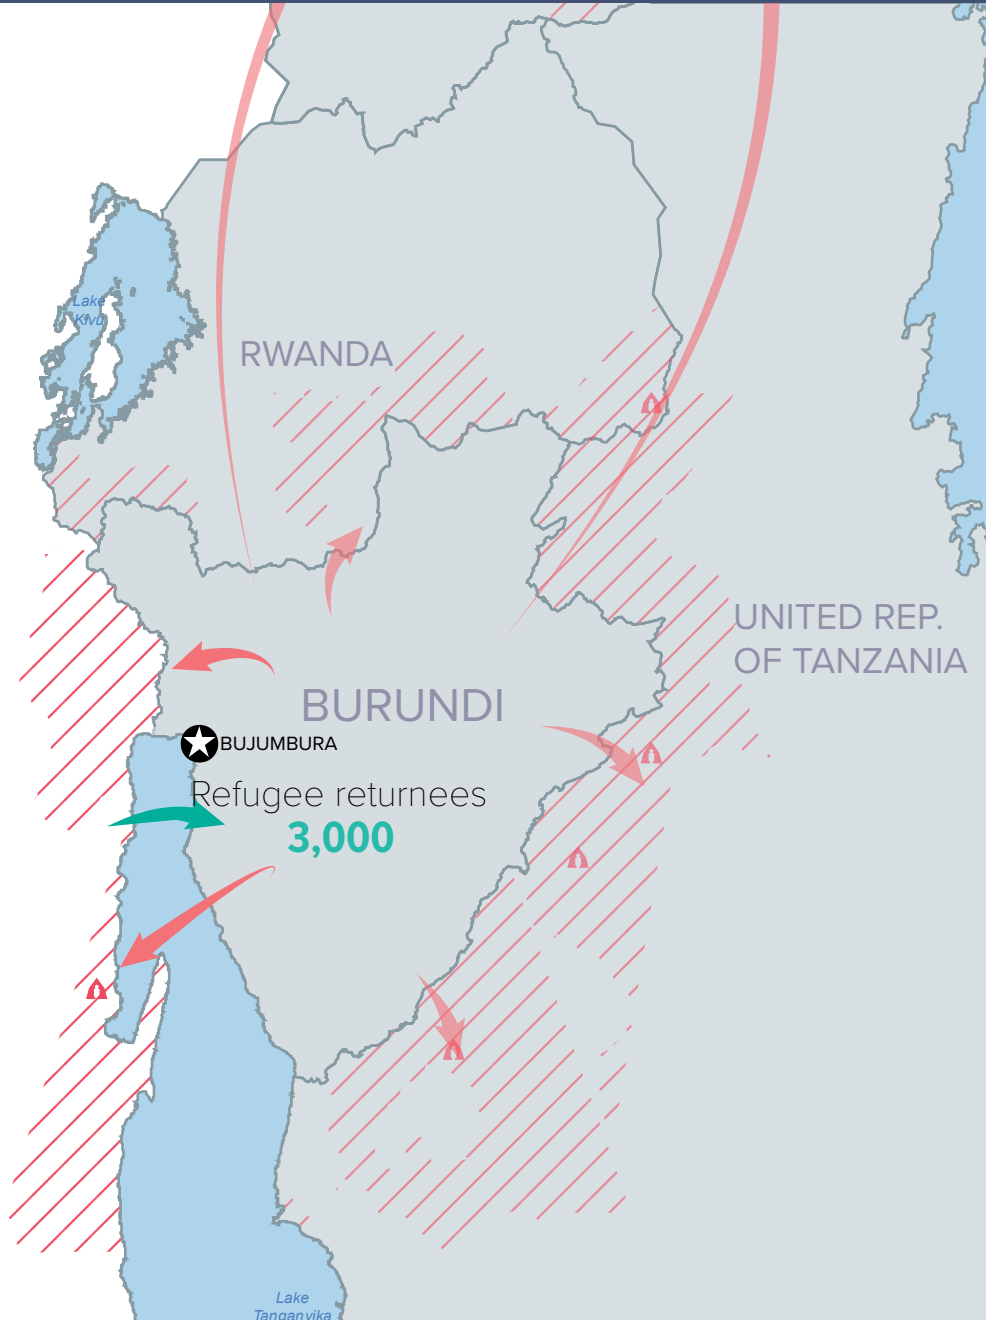 Lake
Kivu
RWANDA
UNITED REP.
OF TANZANIA
BURUNDI
BUJUMBURA
Refugee returnees
3,000
Lake
Tanganyika